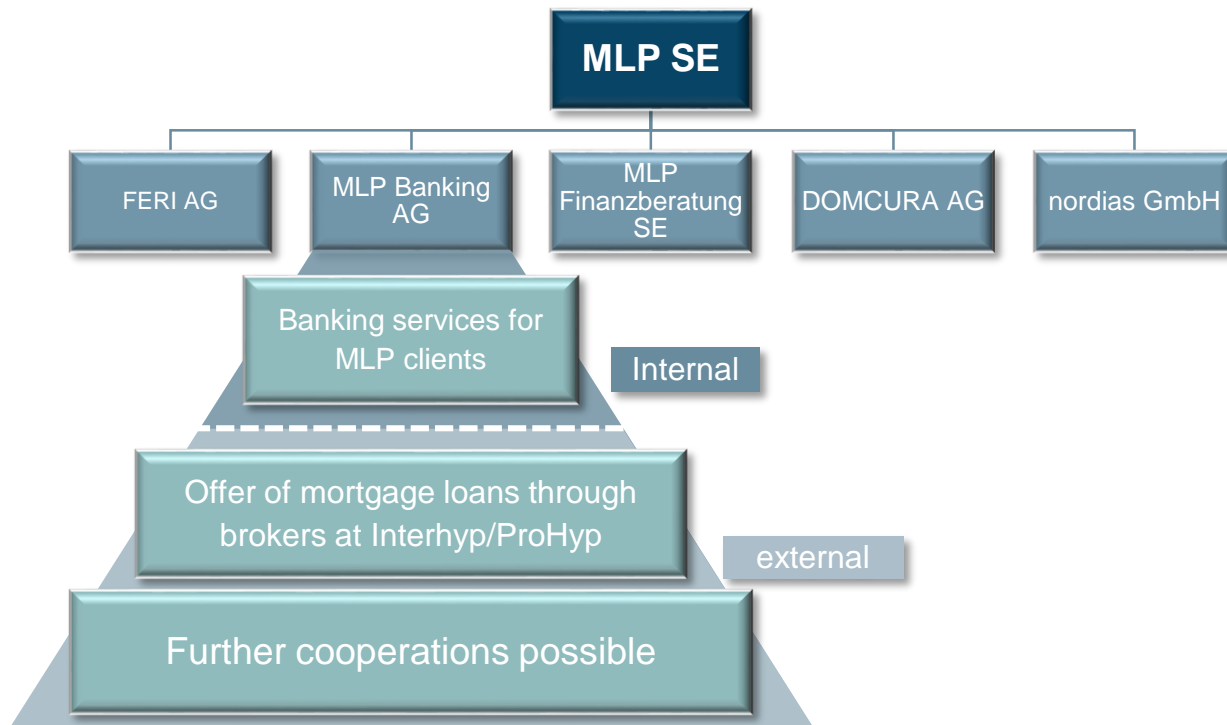 MLP SE
FERI AG
MLP Banking
AG
MLP
Finanzberatung
SE
DOMCURA AG
nordias GmbH
Banking services for
MLP clients
Internal
Offer of mortgage loans through
brokers at Interhyp/ProHyp
external
Further cooperations possible